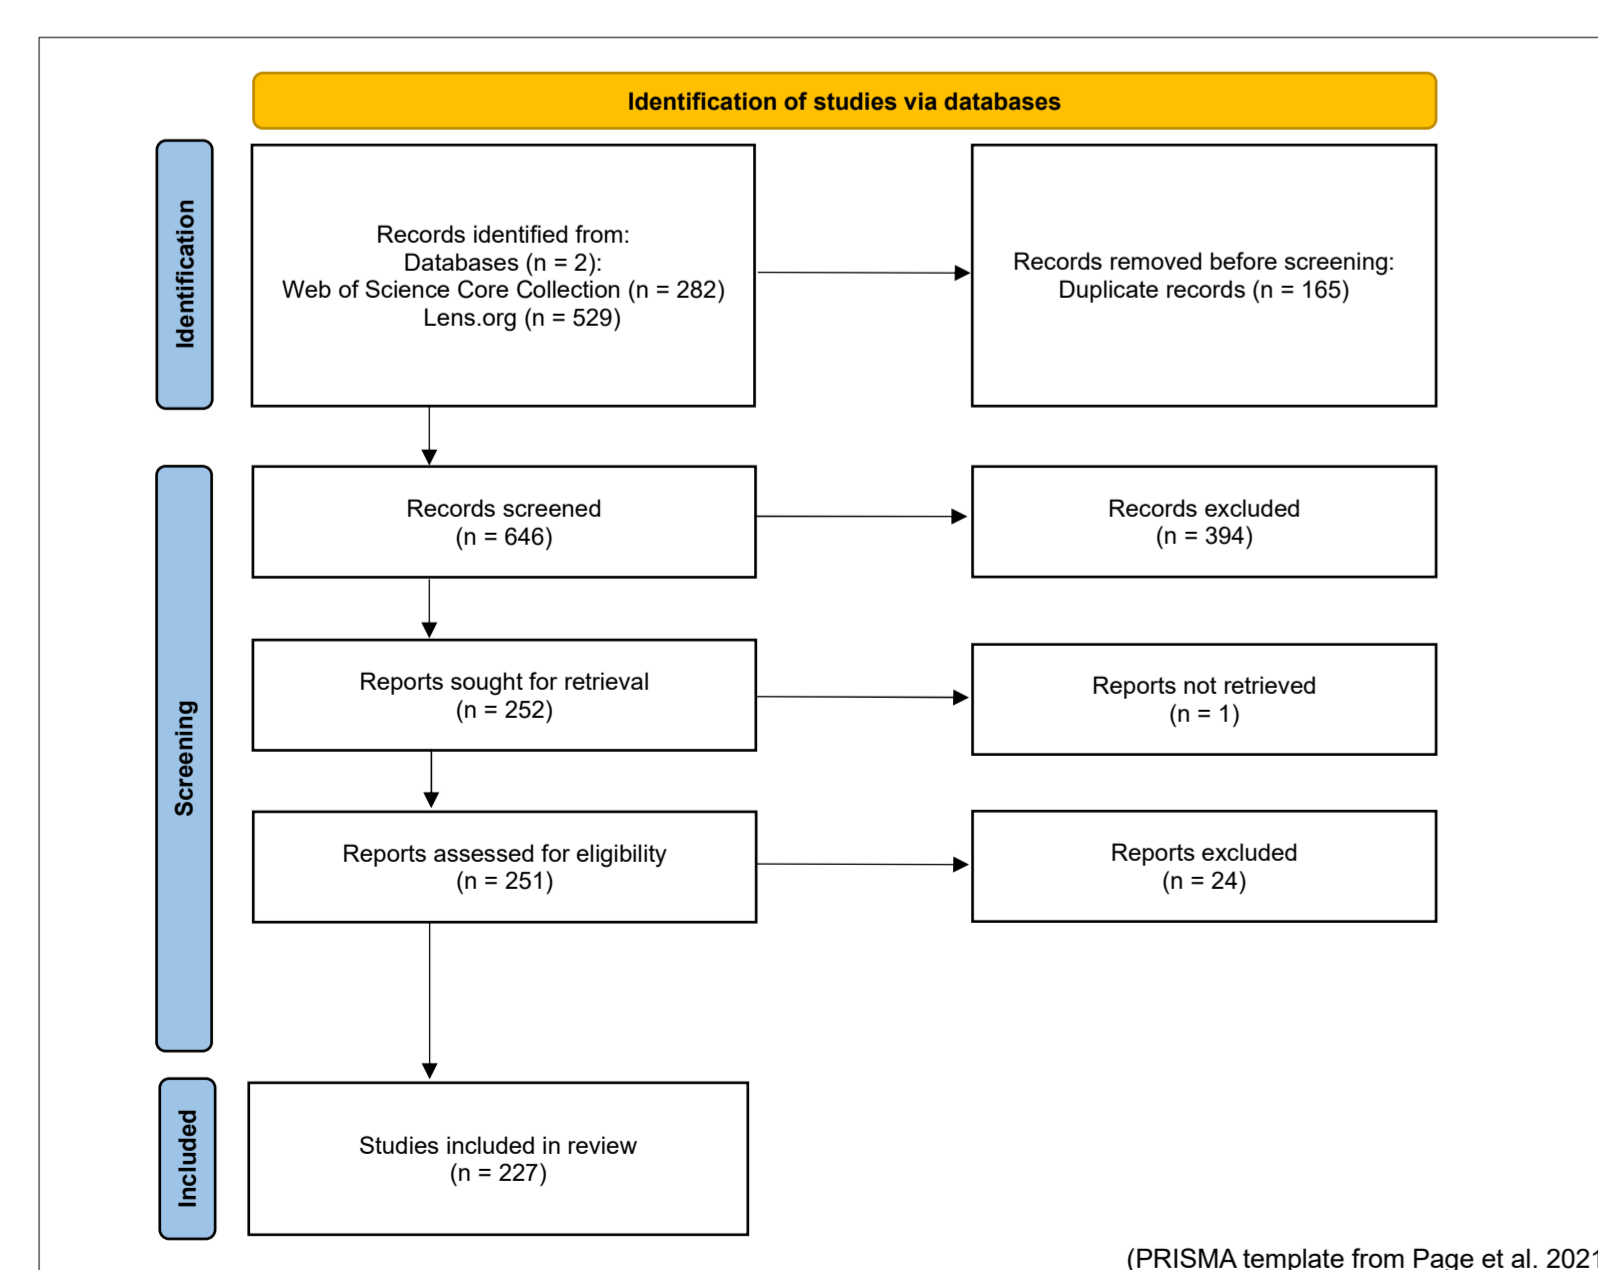 Identification of studies via databases
Identification
Records identified from:
Databases (n = 2):
Web of Science Core Collection (n = 282)
Lens.org (n = 529)
Records removed before screening:
Duplicate records (n = 165)
Screening
Records screened
(n = 646)
Records excluded
(n = 394)
Reports sought for retrieval
(n = 252)
Reports not retrieved
(n = 1)
Reports assessed for eligibility
(n = 251)
Reports excluded
(n = 24)
Included
Studies included in review
(n = 227)
(PRISMA template from Page et al. 2021